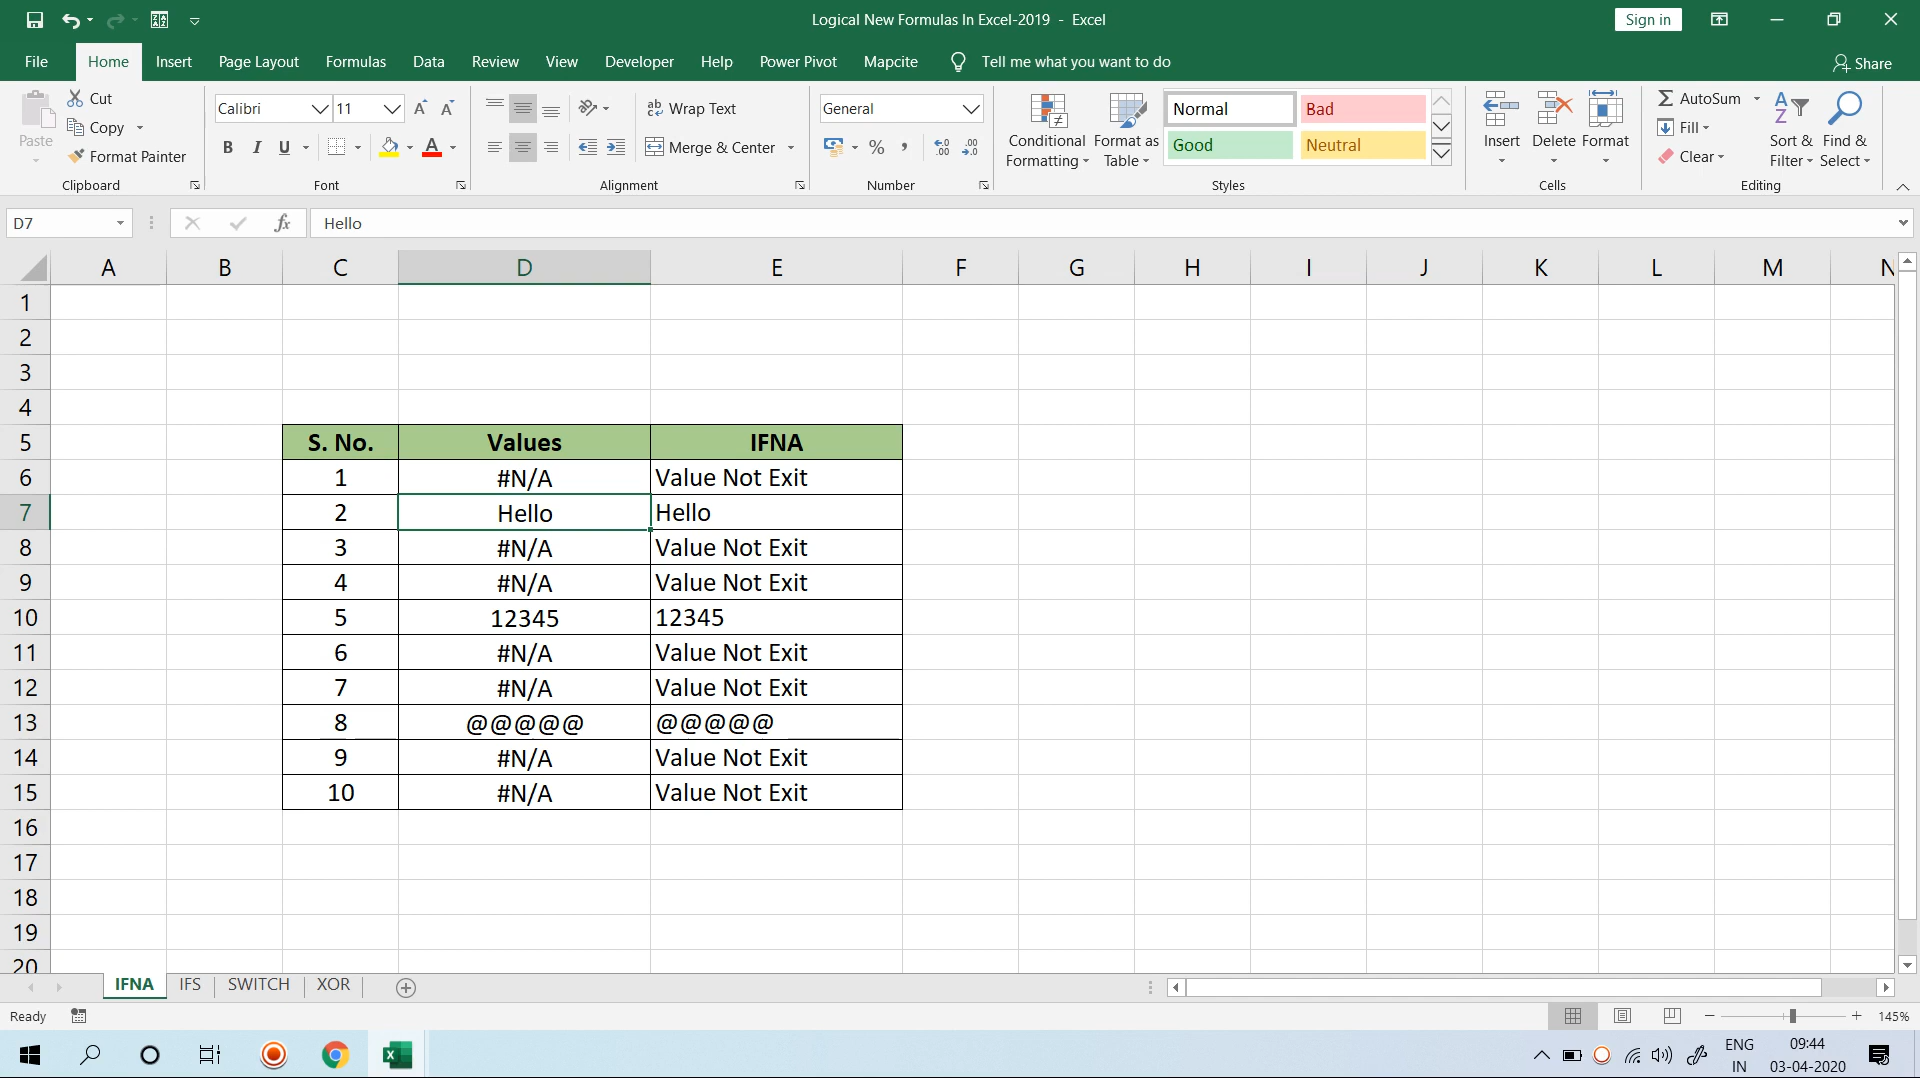 Logical New Formulas In Excel-2019 - Excel
Sign in
File Home Insert Page Layout Formulas Data Review View Developer Help Power Pivot Mapcite Tell me what you want to do Share
Paste
Cut
Copy
Format Painter
Clipboard
Calibri 11
B I U
Font
Wrap Text
Merge & Center
Alignment
General
%
Number
Conditional Formatting
Format as Table
Normal Bad
Good Neutral
Styles
Insert Delete Format
Cells
AutoSum
Fill
Clear
Sort & Filter
Find & Select
Editing
D7 fx Hello
A B C D E F G H I J K L M N
1
2
3
4
5 S. No. Values IFNA
6 1 #N/A Value Not Exit
7 2 Hello Hello
8 3 #N/A Value Not Exit
9 4 #N/A Value Not Exit
10 5 12345 12345
11 6 #N/A Value Not Exit
12 7 #N/A Value Not Exit
13 8 @@@@@ @@@@@
14 9 #N/A Value Not Exit
15 10 #N/A Value Not Exit
16
17
18
19
20
IFNA IFS SWITCH XOR
Ready 145%
ENG 09:44
IN 03-04-2020